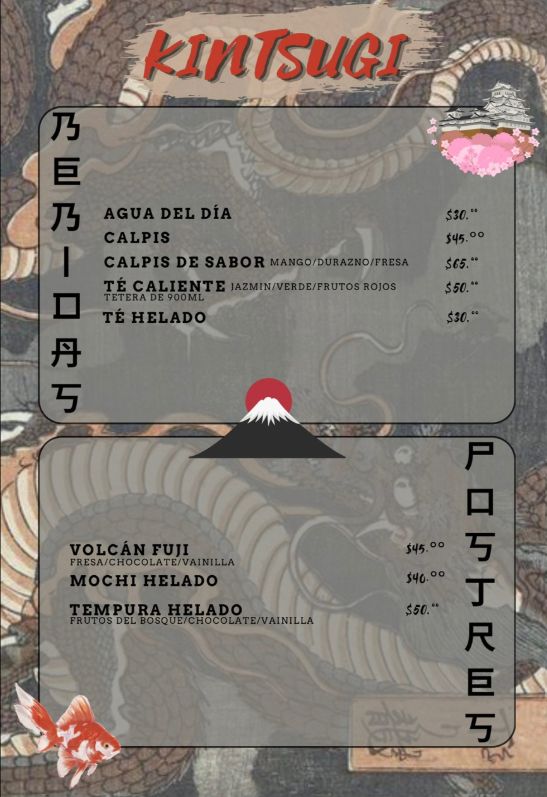 KINTSUGI
BEBIDAS
AGUA DEL DÍA $30.°°
CALPIS $45.°°
CALPIS DE SABOR MANGO/DURAZNO/FRESA $65.°°
TÉ CALIENTE JAZMIN/VERDE/FRUTOS ROJOS $50.°°
TETERA DE 900ML
TÉ HELADO $30.°°
POSTRES
VOLCÁN FUJI $45.°°
FRESA/CHOCOLATE/VAINILLA
MOCHI HELADO $40.°°
TEMPURA HELADO $50.°°
FRUTOS DEL BOSQUE/CHOCOLATE/VAINILLA